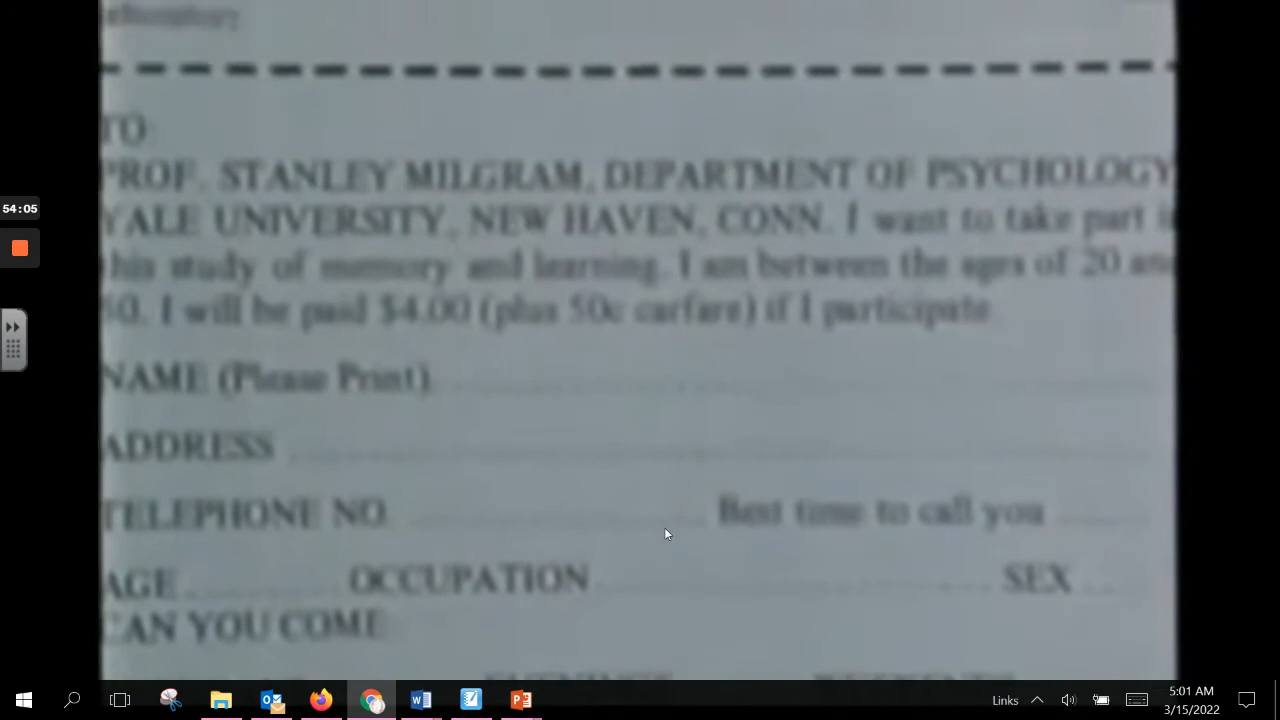 TO
PROF. STANLEY MILGRAM, DEPARTMENT OF PSYCHOLOGY
YALE UNIVERSITY, NEW HAVEN, CONN. I want to take part
this study of memory and learning. I am between the ages of 20
I will be paid $4.00 (plus 50c carfare) if I participate.
54:05
NAME (Please Print)
ADDRESS
TELEPHONE NO. Best time to call you
AGE OCCUPATION SEX
CAN YOU COME
Links
5:01 AM
3/15/2022